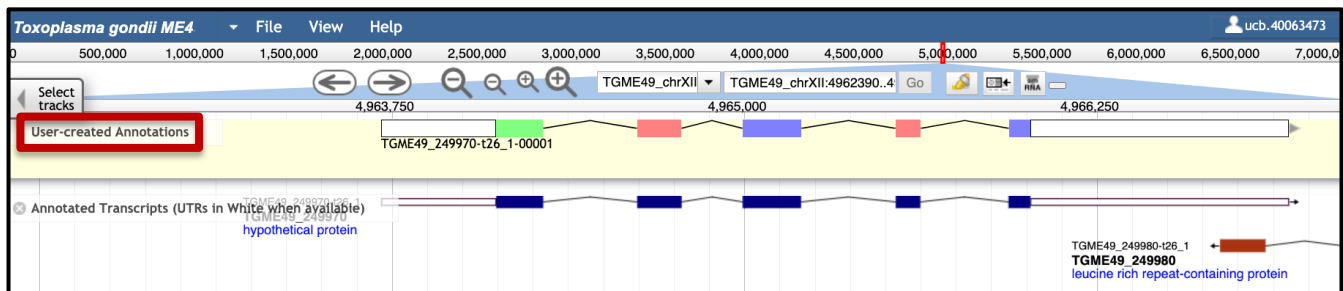 Toxoplasma gondii ME4 File View Help ucb.40063473
0 500,000 1,000,000 1,500,000 2,000,000 2,500,000 3,000,000 3,500,000 4,000,000 4,500,000 5,000,000 5,500,000 6,000,000 6,500,000 7,000,0
Select tracks TGME49_chrXII TGME49_chrXII:4962390..4 Go RNA
4,963,750 4,965,000 4,966,250
User-created Annotations
TGME49_249970-t26_1-00001
TGME49_249970-t26_1
Annotated Transcripts (UTRs in White when available)
TGME49_249970
hypothetical protein
TGME49_249980-t26_1
TGME49_249980
leucine rich repeat-containing protein